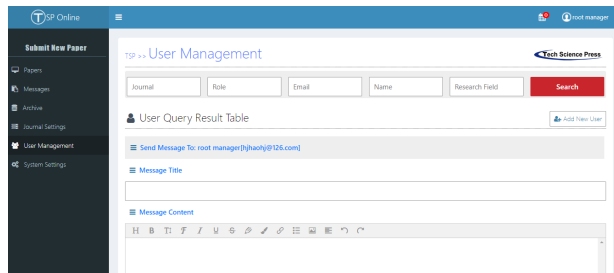 TSP Online
0
root manager
Submit New Paper
Papers
Messages
Archive
Journal Settings
User Management
System Settings
TSP >> User Management
Tech Science Press
Journal
Role
Email
Name
Research Field
Search
User Query Result Table
Add New User
Send Message To: root manager[hjhaohj@126.com]
Message Title
Message Content
H B T F I U S